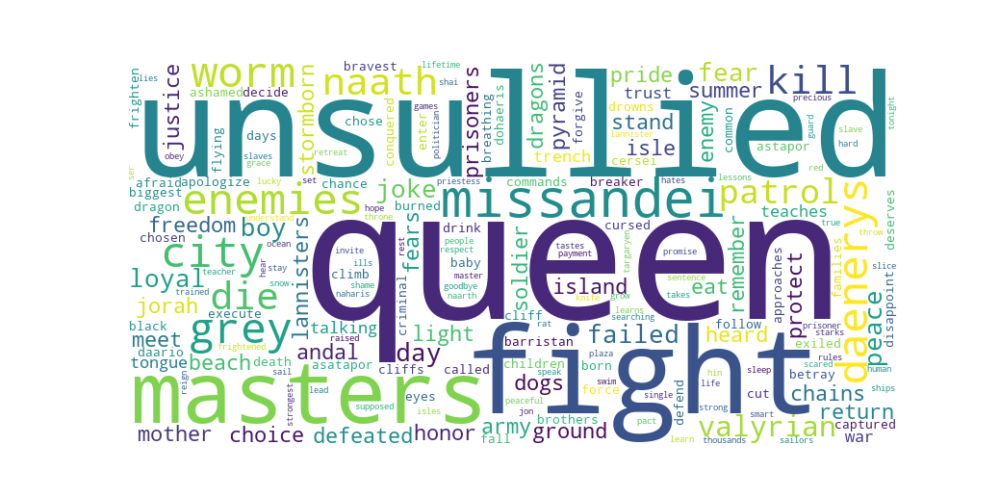 unsullied
queen
fight
masters
missandei
grey
daenerys
city
kill
worm
naath
enemies
die
patrol
valyrian
failed
day
boy
joke
loyal
stormborn
andal
fear
pride
stand
isle
summer
peace
protect
return
chains
honor
defeated
choice
mother
army
ground
dogs
island
soldier
light
fears
freedom
jorah
meet
beach
lannisters
justice
prisoners
dragons
pyramid
enemy
remember
eat
heard
bravest
lifetime
lies
ashamed
decide
shai
frighten
flying
days
retreat
chose
conquered
games
politician
enter
breathing
dohaeris
trench
forgive
drowns
cersei
trust
common
astapor
precious
guard
slave
hard
tonight
obey
slaves
grace
ser
afraid
apologize
lucky
set
chance
priestess
commands
breaker
hates
lessons
red
true
throw
deserves
biggest
dragon
burned
hope
throne
understand
drink
people
respect
cursed
teaches
families
chosen
ocean
teacher
hear
stay
snow
invite
ills
shame
rest
climb
naharis
baby
goodbye
master
naarth
criminal
tastes
payment
targaryen
promise
sentence
approaches
slice
disappoint
trained
execute
black
daario
tongue
frightened
raised
talking
asatapor
death
eyes
cliffs
called
barristan
cliff
children
speak
rat
knife
grow
learns
searching
takes
follow
exiled
prisoner
starks
rules
scared
betray
human
ships
plaza
born
swim
hin
life
force
single
defend
strong
cut
sleep
smart
captured
war
reign
sail
lead
strongest
supposed
isles
peaceful
jon
brothers
fall
pact
learn
thousands
sailors
lannister